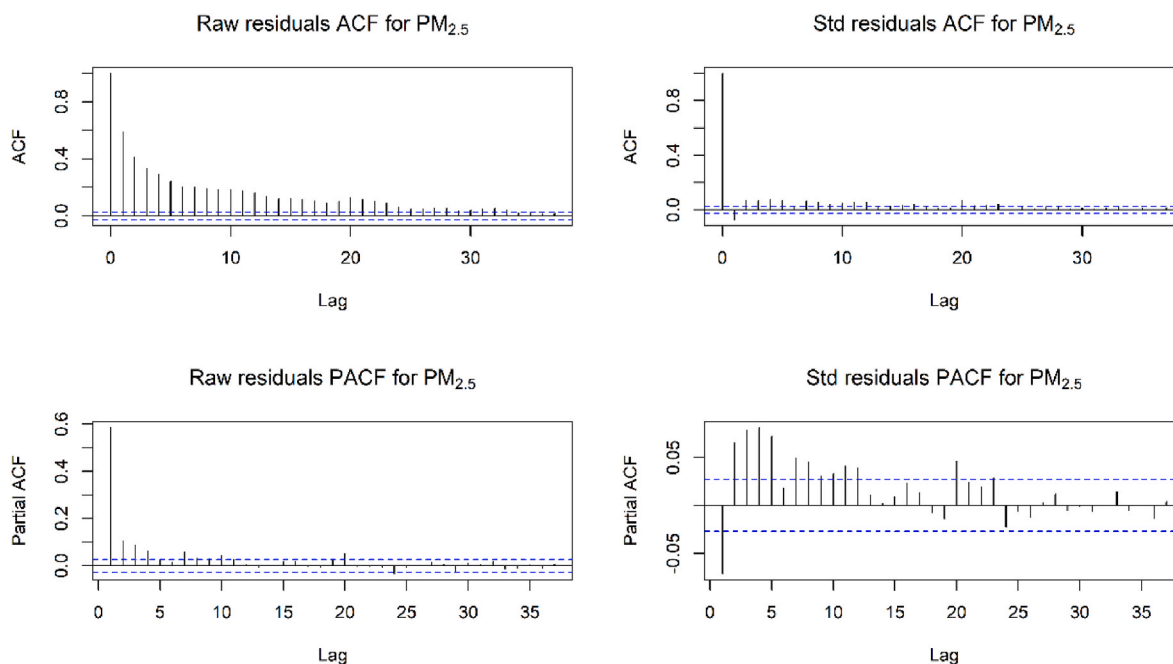 Raw residuals ACF for PM2.5
ACF
0.0 0.4 0.8
0 10 20 30
Lag
Std residuals ACF for PM2.5
ACF
0.0 0.4 0.8
0 10 20 30
Lag
Raw residuals PACF for PM2.5
Partial ACF
0.0 0.2 0.4 0.6
0 5 10 15 20 25 30 35
Lag
Std residuals PACF for PM2.5
Partial ACF
-0.05 0.05
0 5 10 15 20 25 30 35
Lag